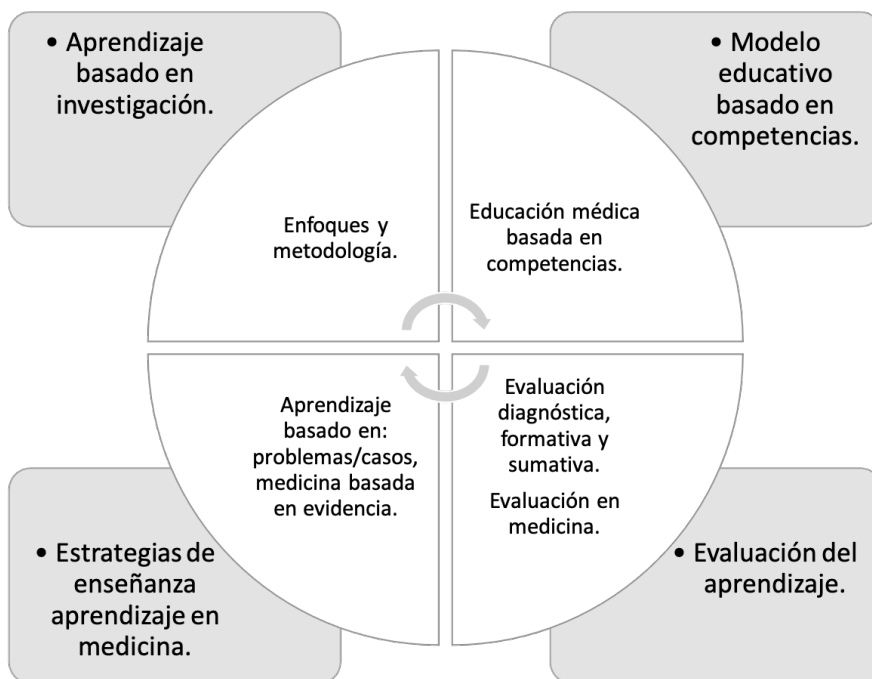 • Aprendizaje
basado en
investigación.
• Modelo
educativo
basado en
competencias.
Enfoques y
metodología.
Educación médica
basada en
competencias.
Aprendizaje
basado en:
problemas/casos,
medicina basada
en evidencia.
Evaluación
diagnóstica,
formativa y
sumativa.
Evaluación en
medicina.
• Estrategias de
enseñanza
aprendizaje en
medicina.
• Evaluación del
aprendizaje.